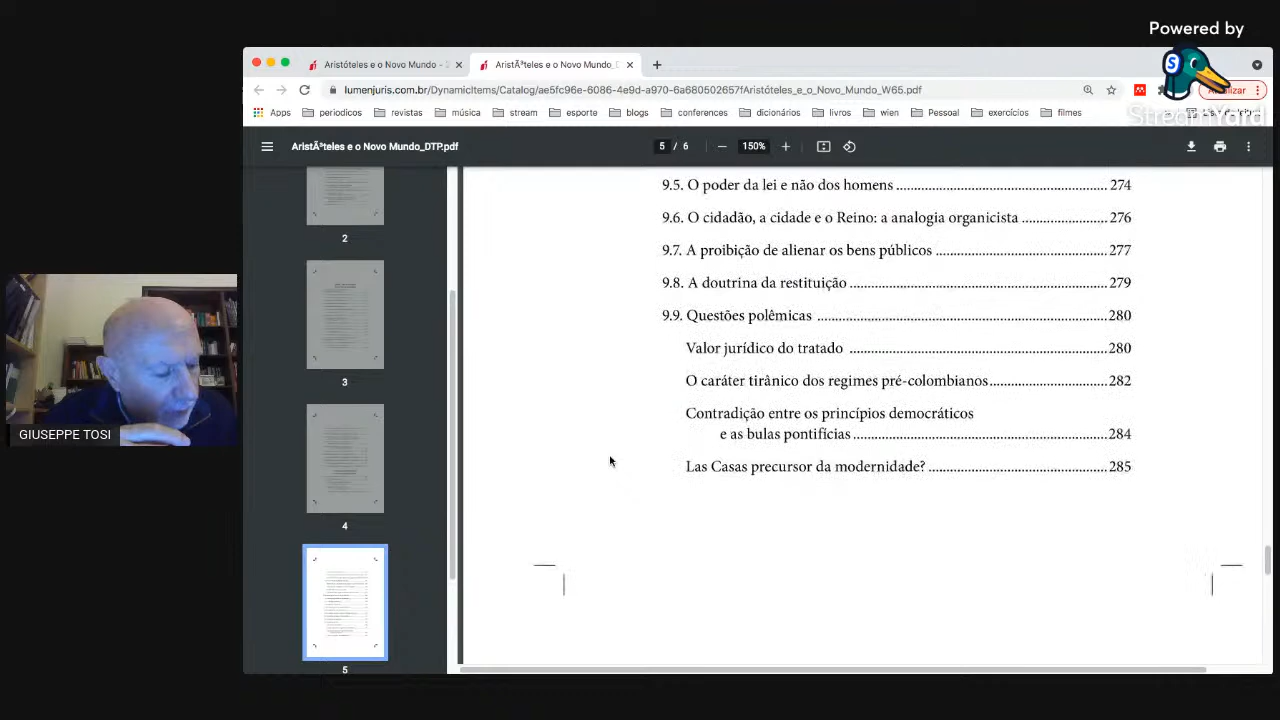 Powered by
StreamYard
Aristóteles e o Novo Mundo -
AristÃªteles e o Novo Mundo_D
lumenjuris.com.br/DynamicItems/Catalog/ae5fc96e-6086-4e9d-a970-6a680502657fAristóteles_e_o_Novo_Mundo_W65.pdf
Apps
periodicos
revistas
música
stream
esporte
blogs
conferences
dicionários
livros
wien
Pessoal
exercícios
filmes
AristÃªteles e o Novo Mundo_DTP.pdf
5 / 6
150%
2
3
4
5
GIUSEPPE TOSI
9.5. O poder da lei e não dos homens ........................................................ 274
9.6. O cidadão, a cidade e o Reino: a analogia organicista ....................... 276
9.7. A proibição de alienar os bens públicos ............................................. 277
9.8. A doutrina da restituição .................................................................... 279
9.9. Questões polêmicas ............................................................................ 280
Valor jurídico do tratado .................................................................... 280
O caráter tirânico dos regimes pré-colombianos ............................... 282
Contradição entre os princípios democráticos
e as bulas pontifícias .................................................................... 284
Las Casas precursor da modernidade? ............................................... 285